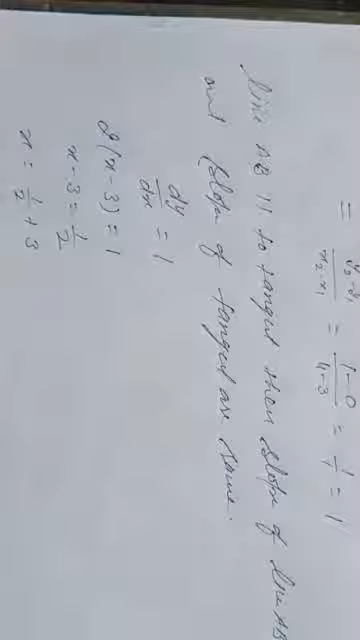 = y₂-y₁/x₂-x₁ = 1-0/4-3 = 1/1 = 1
line AB || to tangent then slope of line AB
and slope of tangent are same.
dy/dx = 1
2(x-3) = 1
x-3 = 1/2
x = 1/2 + 3